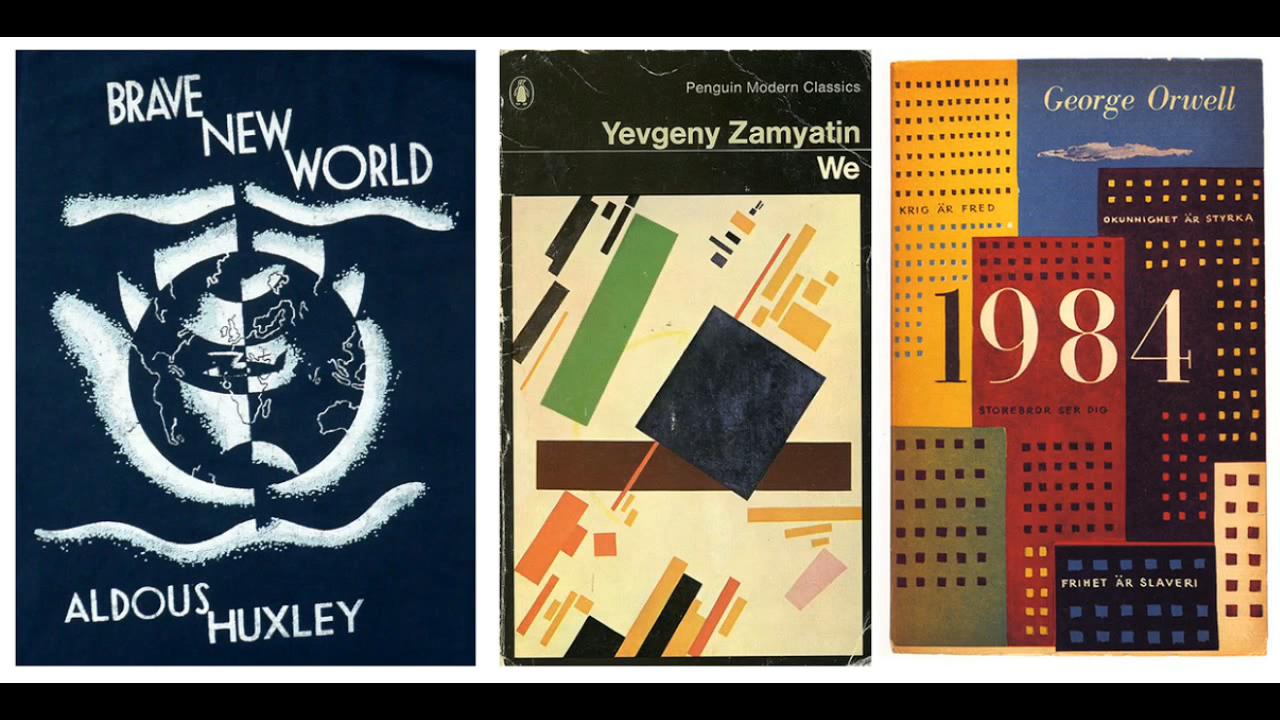 BRAVE
NEW
WORLD
ALDOUS
HUXLEY
Penguin Modern Classics
Yevgeny Zamyatin
We
George Orwell
KRIG ÄR FRED
OKUNNIGHET ÄR STYRKA
1984
STOREBROR SER DIG
FRIHET ÄR SLAVERI